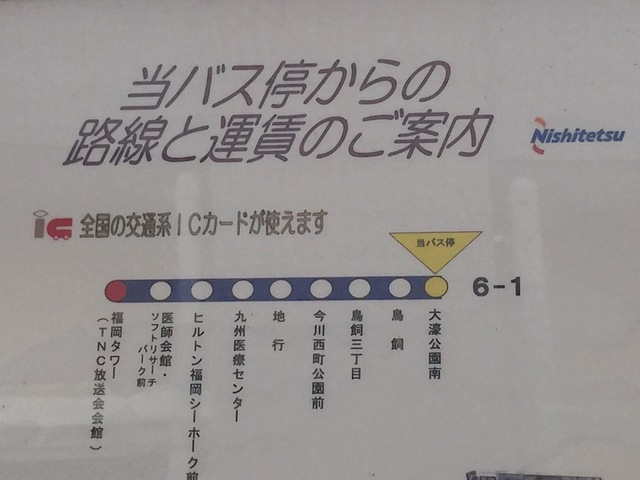 当バス停からの
路線と運賃のご案内
Nishitetsu
ic 全国の交通系ICカードが使えます
当バス停
6-1
福岡タワー
(TNC放送会会館)
医師会館・
ソフトリサーチ
パーク前
ヒルトン福岡シーホーク前
九州医療センター
地行
今川西町公園前
鳥飼三丁目
鳥飼
大濠公園南